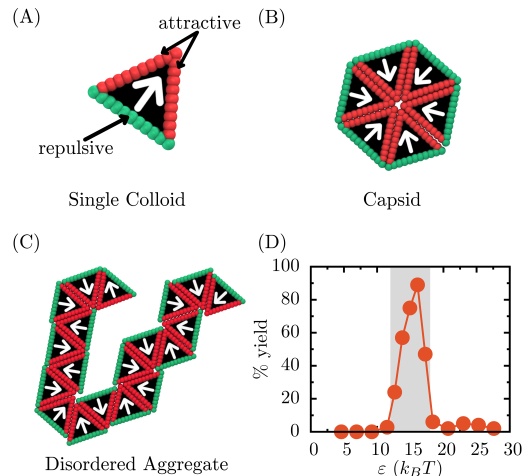 (A)
attractive
repulsive
Single Colloid
(B)
Capsid
(C)
Disordered Aggregate
(D)
% yield
100
80
60
40
20
0
0 5 10 15 20 25 30
ε (k_BT)